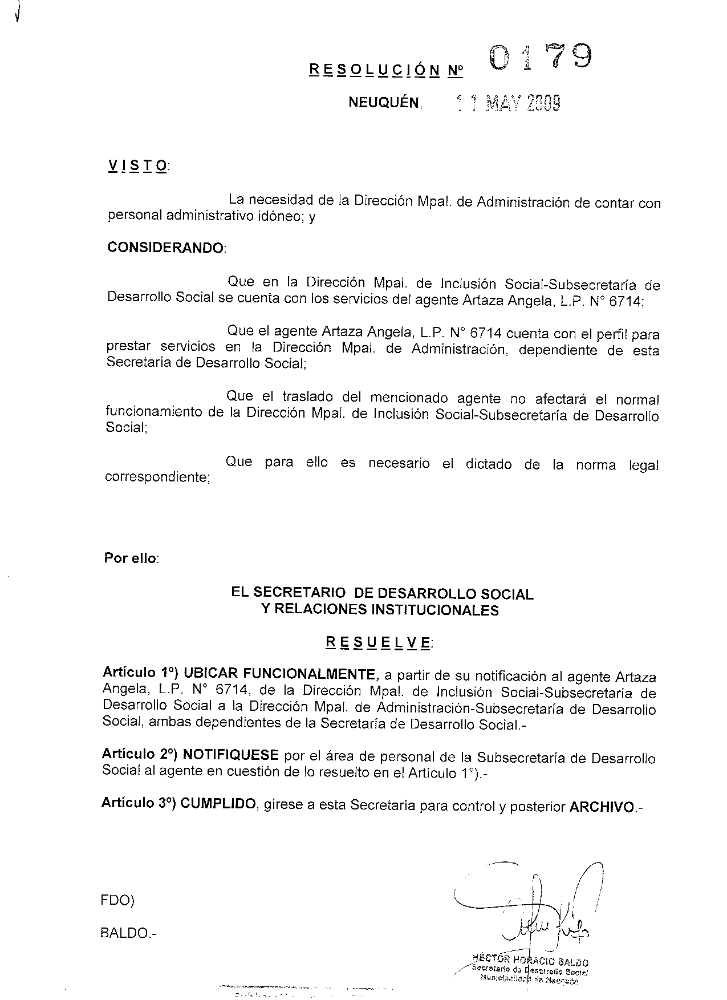 RESOLUCIÓN Nº 0179
NEUQUÉN, 11 MAY 2009
VISTO:
La necesidad de la Dirección Mpal. de Administración de contar con
personal administrativo idóneo; y
CONSIDERANDO:
Que en la Dirección Mpal. de Inclusión Social-Subsecretaría de
Desarrollo Social se cuenta con los servicios del agente Artaza Angela, L.P. N° 6714;
Que el agente Artaza Angela, L.P. N° 6714 cuenta con el perfil para
prestar servicios en la Dirección Mpal. de Administración, dependiente de esta
Secretaría de Desarrollo Social;
Que el traslado del mencionado agente no afectará el normal
funcionamiento de la Dirección Mpal. de Inclusión Social-Subsecretaría de Desarrollo
Social;
Que para ello es necesario el dictado de la norma legal
correspondiente;
Por ello:
EL SECRETARIO DE DESARROLLO SOCIAL
Y RELACIONES INSTITUCIONALES
RESUELVE:
Artículo 1º) UBICAR FUNCIONALMENTE, a partir de su notificación al agente Artaza
Angela, L.P. N° 6714, de la Dirección Mpal. de Inclusión Social-Subsecretaría de
Desarrollo Social a la Dirección Mpal. de Administración-Subsecretaría de Desarrollo
Social, ambas dependientes de la Secretaría de Desarrollo Social.-
Artículo 2º) NOTIFIQUESE por el área de personal de la Subsecretaría de Desarrollo
Social al agente en cuestión de lo resuelto en el Artículo 1°).-
Artículo 3º) CUMPLIDO, gírese a esta Secretaría para control y posterior ARCHIVO.-
FDO)
BALDO.-
HÉCTOR HORACIO BALDO
Secretario de Desarrollo Social
Municipalidad de Neuquén